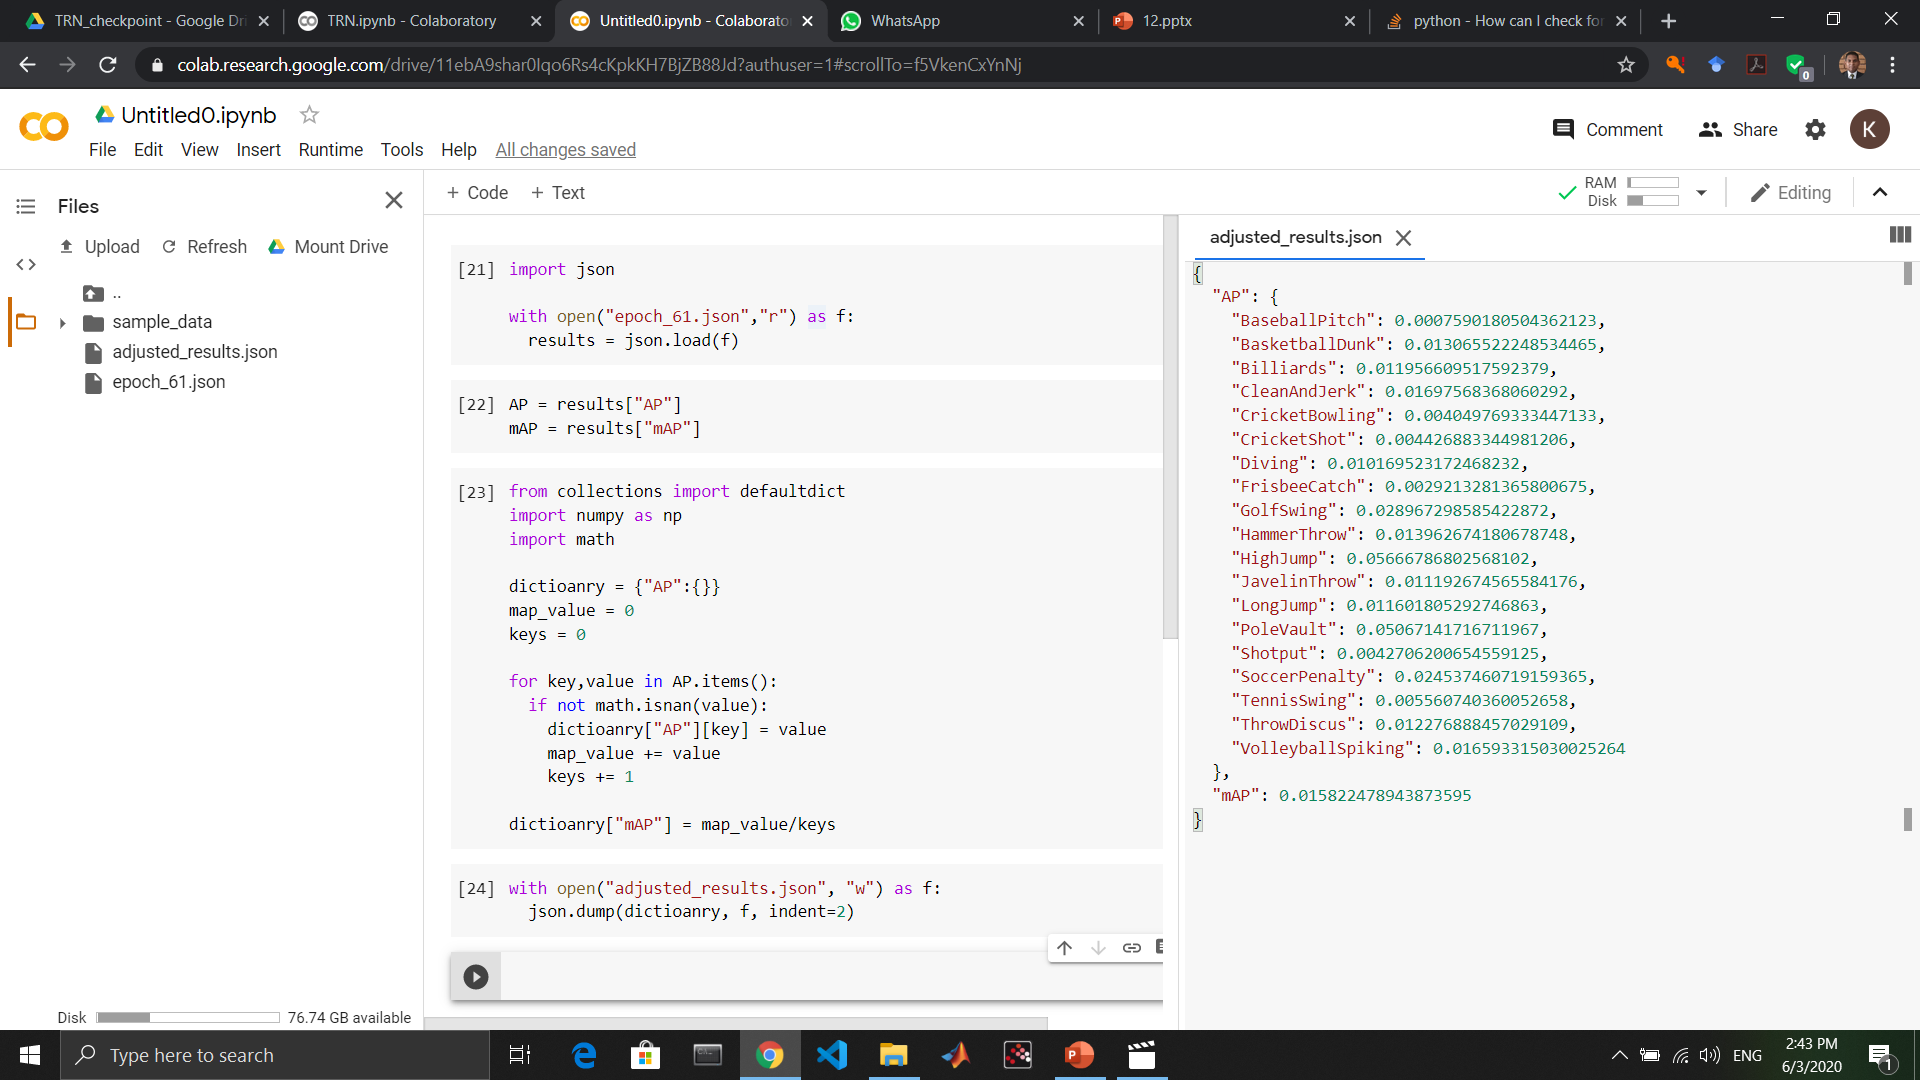 TRN_checkpoint - Google Dri
TRN.ipynb - Colaboratory
Untitled0.ipynb - Colaborato
WhatsApp
12.pptx
python - How can I check for
colab.research.google.com/drive/11ebA9shar0Iqo6Rs4cKpkKH7BjZB88Jd?authuser=1#scrollTo=f5VkenCxYnNj
0
Untitled0.ipynb
File Edit View Insert Runtime Tools Help All changes saved
Comment
Share
K
Files
Upload Refresh Mount Drive
..
sample_data
adjusted_results.json
epoch_61.json
Disk 76.74 GB available
+ Code + Text
RAM
Disk
Editing
[21] import json
with open("epoch_61.json","r") as f:
results = json.load(f)
[22] AP = results["AP"]
mAP = results["mAP"]
[23] from collections import defaultdict
import numpy as np
import math
dictioanry = {"AP":{}}
map_value = 0
keys = 0
for key,value in AP.items():
if not math.isnan(value):
dictioanry["AP"][key] = value
map_value += value
keys += 1
dictioanry["mAP"] = map_value/keys
[24] with open("adjusted_results.json", "w") as f:
json.dump(dictioanry, f, indent=2)
adjusted_results.json
{
"AP": {
"BaseballPitch": 0.0007590180504362123,
"BasketballDunk": 0.013065522248534465,
"Billiards": 0.011956609517592379,
"CleanAndJerk": 0.01697568368060292,
"CricketBowling": 0.004049769333447133,
"CricketShot": 0.004426883344981206,
"Diving": 0.010169523172468232,
"FrisbeeCatch": 0.0029213281365800675,
"GolfSwing": 0.028967298585422872,
"HammerThrow": 0.013962674180678748,
"HighJump": 0.05666786802568102,
"JavelinThrow": 0.011192674565584176,
"LongJump": 0.011601805292746863,
"PoleVault": 0.05067141716711967,
"Shotput": 0.0042706200654559125,
"SoccerPenalty": 0.024537460719159365,
"TennisSwing": 0.005560740360052658,
"ThrowDiscus": 0.012276888457029109,
"VolleyballSpiking": 0.016593315030025264
},
"mAP": 0.015822478943873595
}
Type here to search
ENG
2:43 PM
6/3/2020
1